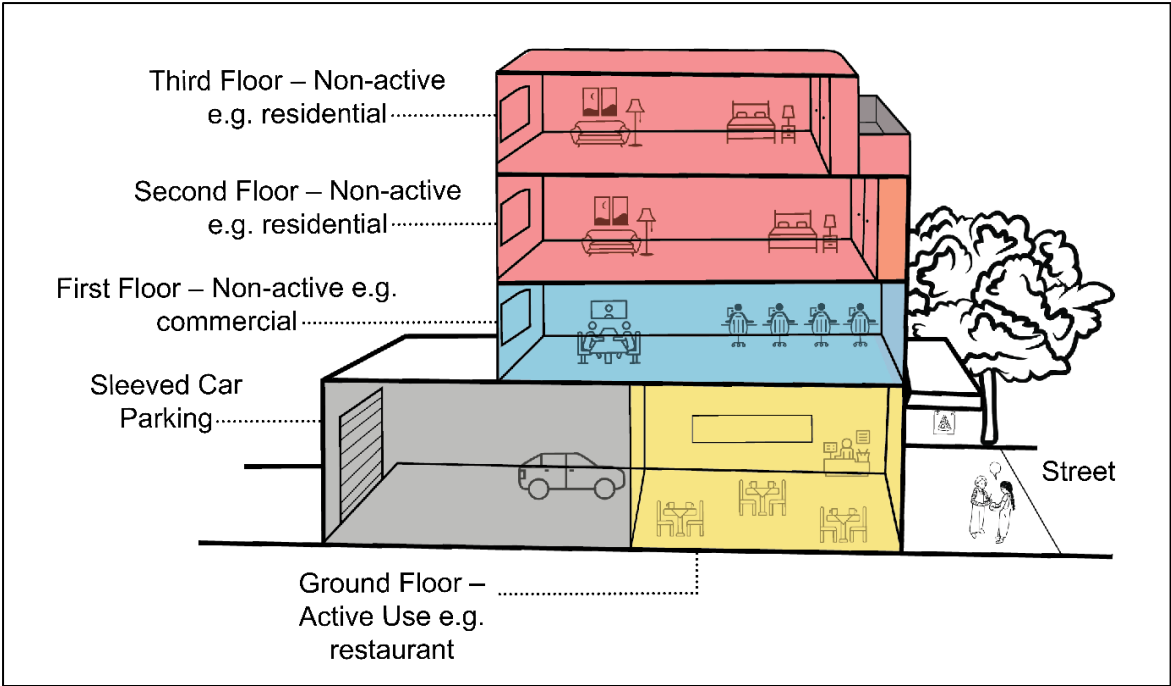 Third Floor – Non-active
e.g. residential
Second Floor – Non-active
e.g. residential
First Floor – Non-active e.g.
commercial
Sleeved Car
Parking
Street
Ground Floor –
Active Use e.g.
restaurant